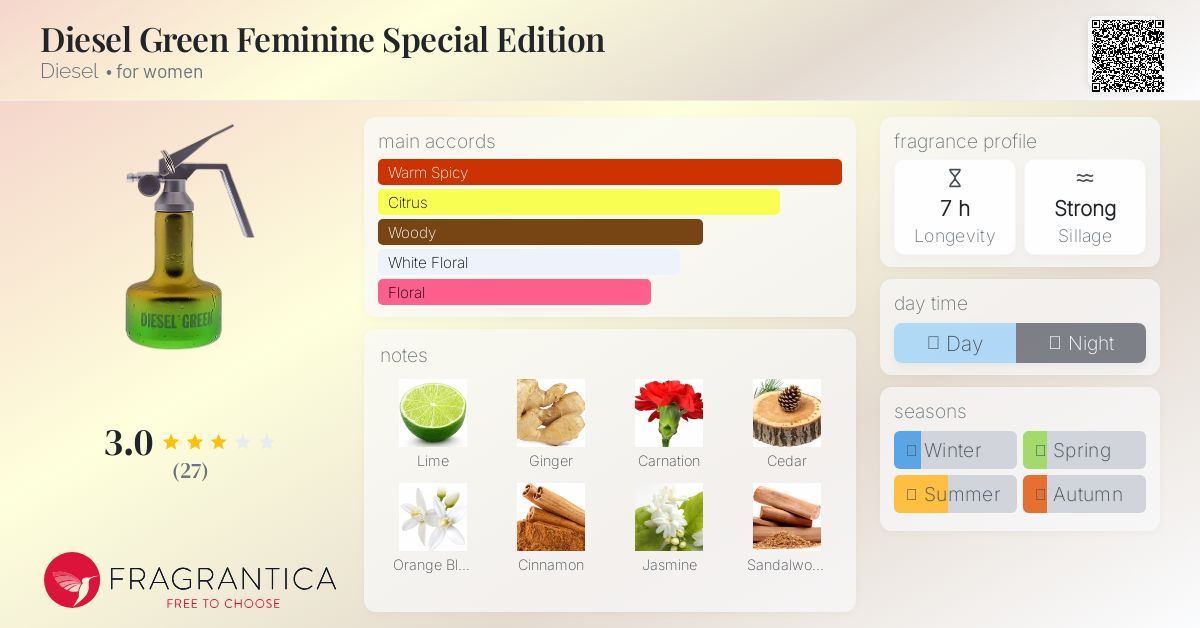 Diesel Green Feminine Special Edition
Diesel • for women
DIESEL GREEN
3.0
(27)
FRAGRANTICA
FREE TO CHOOSE
main accords
Warm Spicy
Citrus
Woody
White Floral
Floral
notes
Lime Ginger Carnation Cedar
Orange Bl... Cinnamon Jasmine Sandalwo...
fragrance profile
7 h Strong
Longevity Sillage
day time
Day Night
seasons
Winter Spring
Summer Autumn